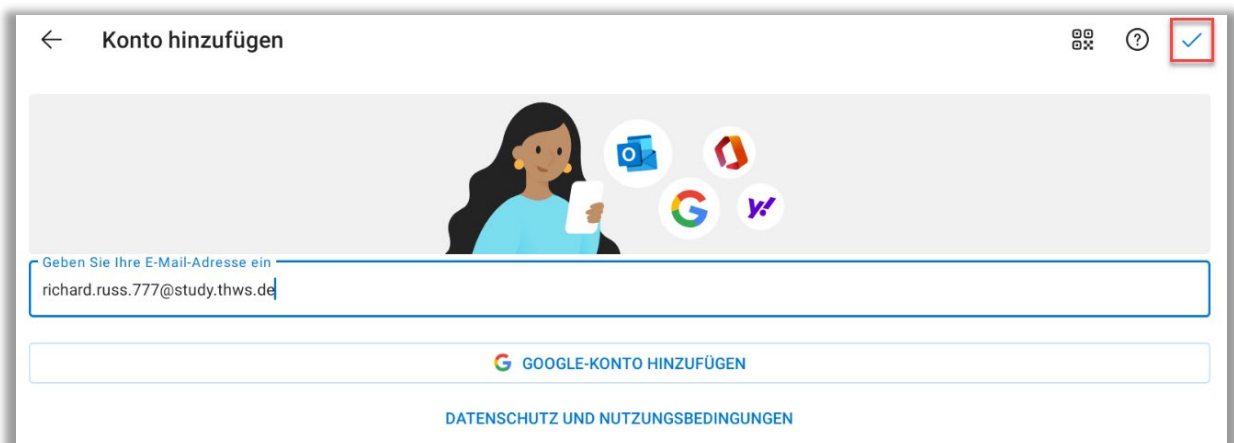 Konto hinzufügen
Geben Sie Ihre E-Mail-Adresse ein
richard.russ.777@study.thws.de
GOOGLE-KONTO HINZUFÜGEN
DATENSCHUTZ UND NUTZUNGSBEDINGUNGEN